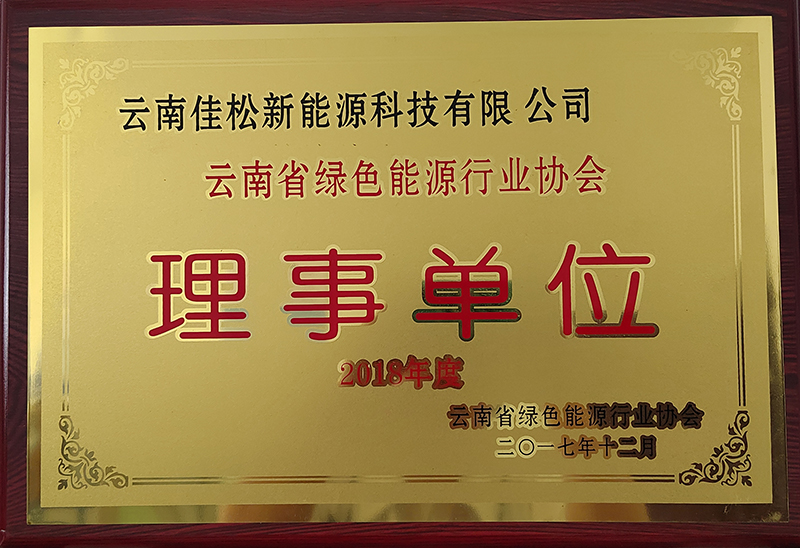 云南佳松新能源科技有限 公司
云南省绿色能源行业协会
理事单位
2018年度
云南省绿色能源行业协会
二〇一七年十二月